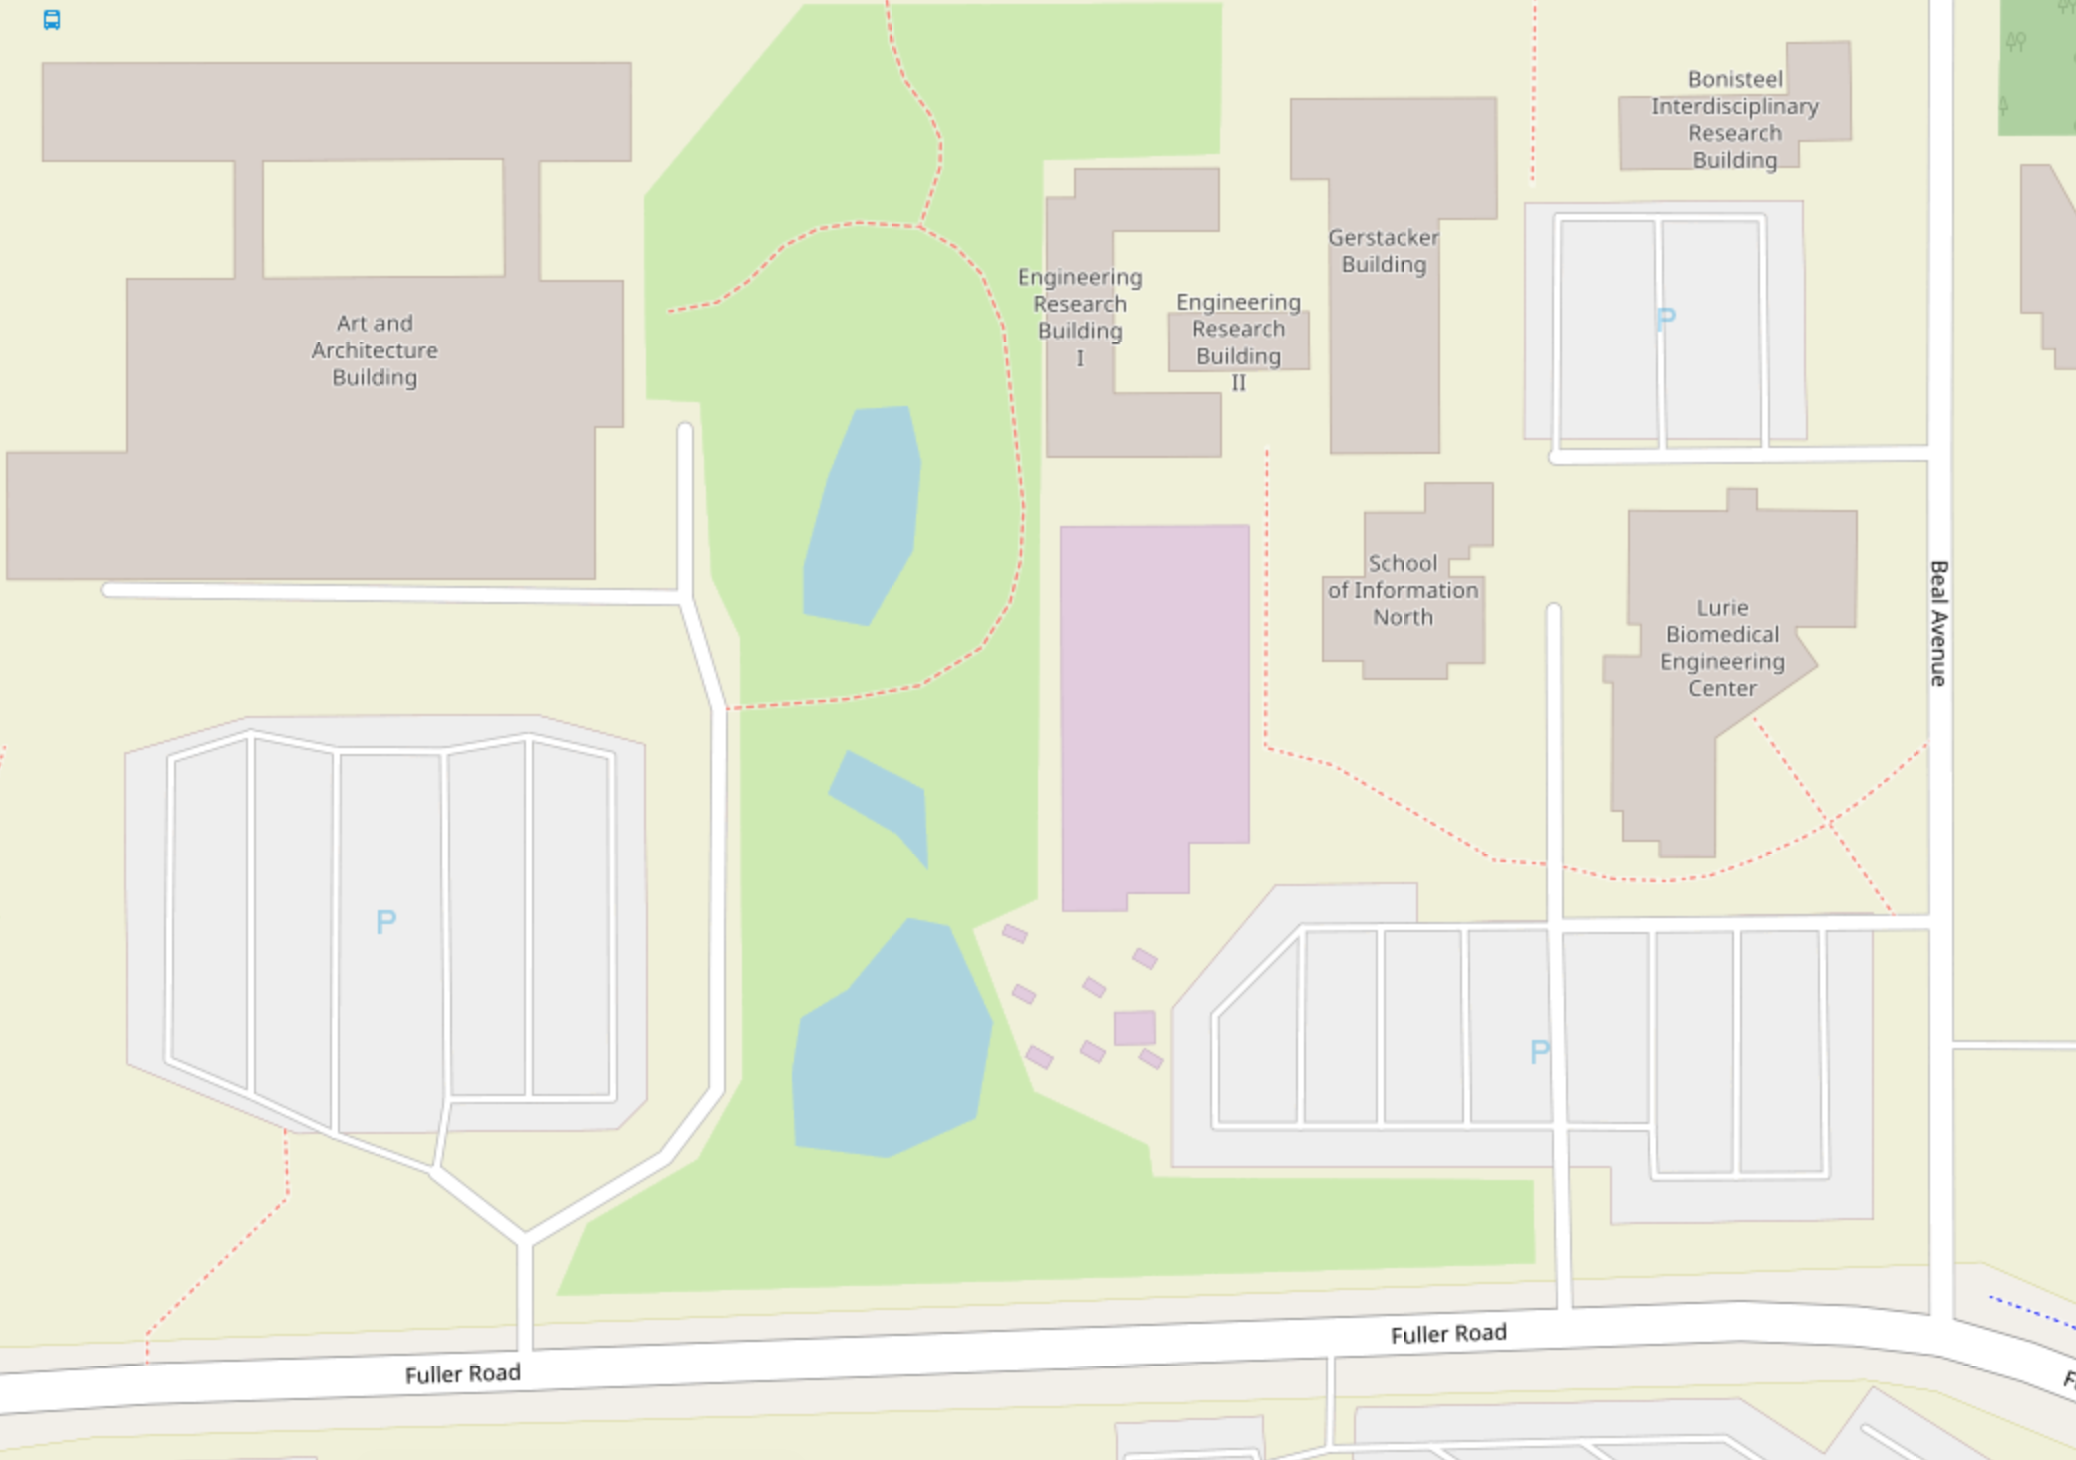 Bonisteel
Interdisciplinary
Research
Building
Gerstacker
Building
Engineering
Research
Building
I
Engineering
Research
Building
II
Art and
Architecture
Building
P
School
of Information
North
Lurie
Biomedical
Engineering
Center
Beal Avenue
P
P
Fuller Road
Fuller Road